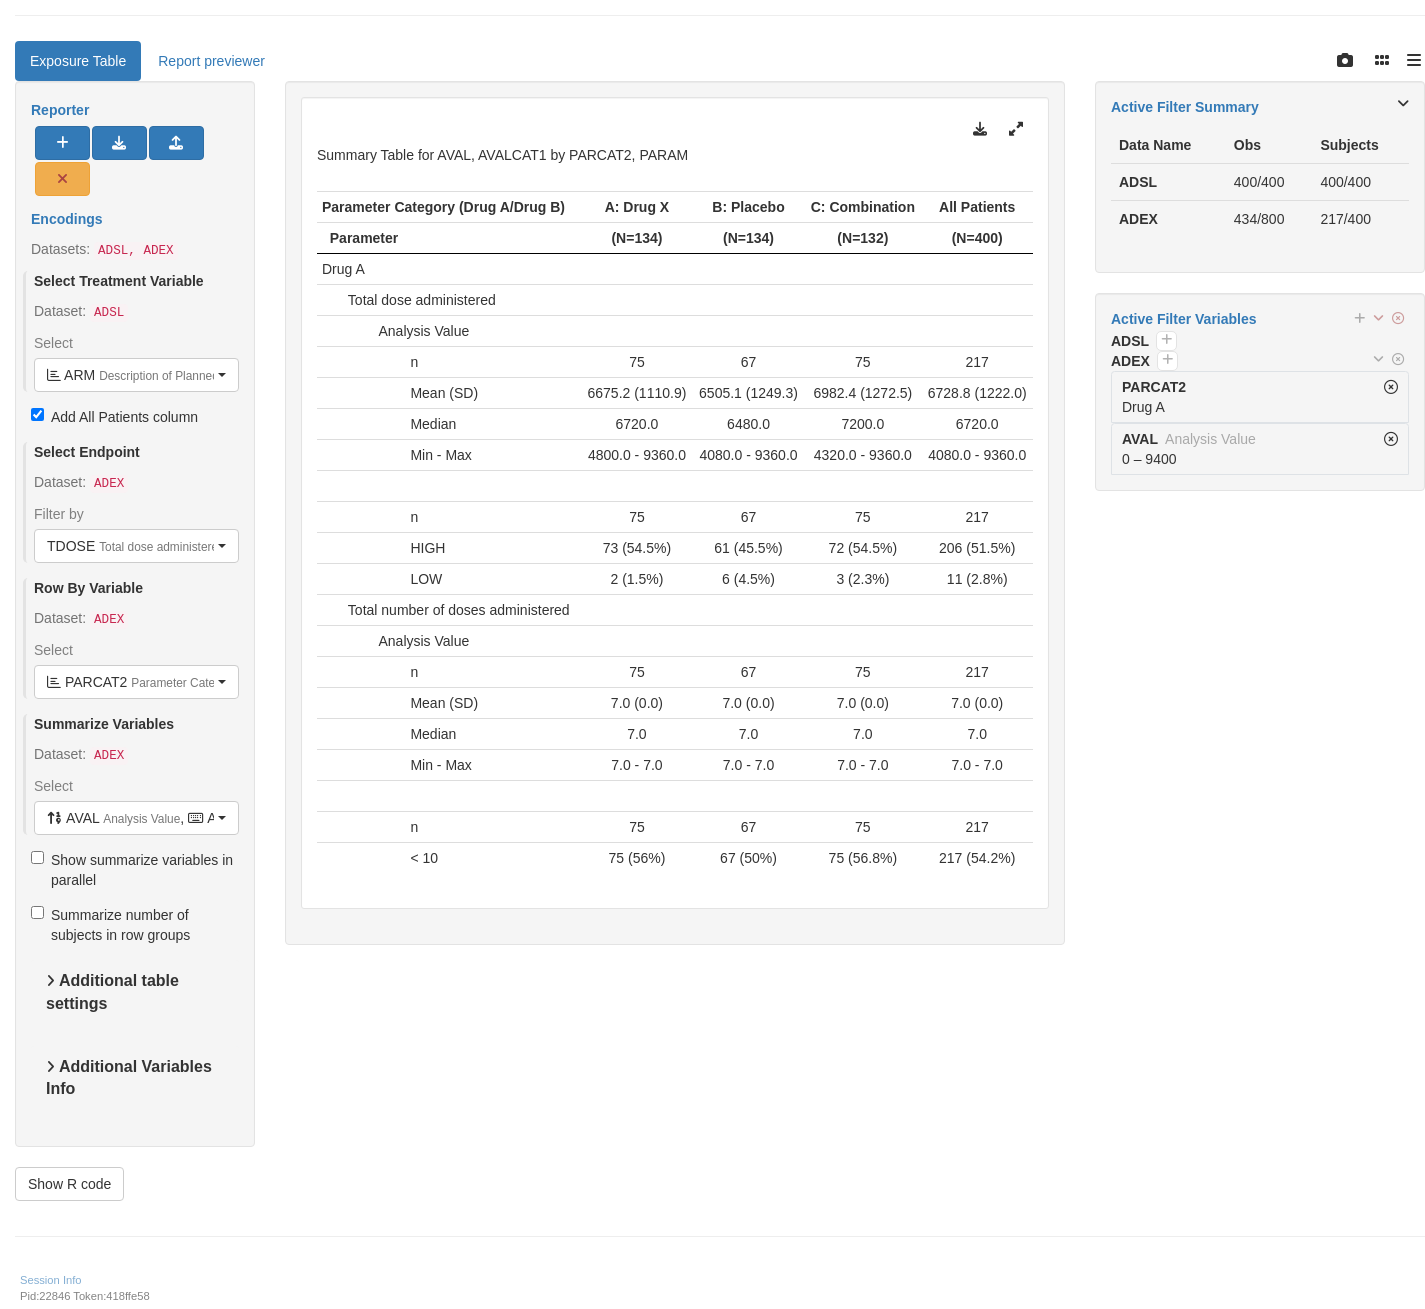 Exposure Table
Report previewer
Reporter
Encodings
Datasets: ADSL, ADEX
Select Treatment Variable
Dataset: ADSL
Select
ARM Description of Planne
Add All Patients column
Select Endpoint
Dataset: ADEX
Filter by
TDOSE Total dose administere
Row By Variable
Dataset: ADEX
Select
PARCAT2 Parameter Cate
Summarize Variables
Dataset: ADEX
Select
AVAL Analysis Value, A
Show summarize variables in
parallel
Summarize number of
subjects in row groups
Additional table
settings
Additional Variables
Info
Show R code
Summary Table for AVAL, AVALCAT1 by PARCAT2, PARAM
Parameter Category (Drug A/Drug B) A: Drug X B: Placebo C: Combination All Patients
Parameter (N=134) (N=134) (N=132) (N=400)
Drug A
Total dose administered
Analysis Value
n 75 67 75 217
Mean (SD) 6675.2 (1110.9) 6505.1 (1249.3) 6982.4 (1272.5) 6728.8 (1222.0)
Median 6720.0 6480.0 7200.0 6720.0
Min - Max 4800.0 - 9360.0 4080.0 - 9360.0 4320.0 - 9360.0 4080.0 - 9360.0
n 75 67 75 217
HIGH 73 (54.5%) 61 (45.5%) 72 (54.5%) 206 (51.5%)
LOW 2 (1.5%) 6 (4.5%) 3 (2.3%) 11 (2.8%)
Total number of doses administered
Analysis Value
n 75 67 75 217
Mean (SD) 7.0 (0.0) 7.0 (0.0) 7.0 (0.0) 7.0 (0.0)
Median 7.0 7.0 7.0 7.0
Min - Max 7.0 - 7.0 7.0 - 7.0 7.0 - 7.0 7.0 - 7.0
n 75 67 75 217
< 10 75 (56%) 67 (50%) 75 (56.8%) 217 (54.2%)
Active Filter Summary
Data Name Obs Subjects
ADSL 400/400 400/400
ADEX 434/800 217/400
Active Filter Variables
ADSL
ADEX
PARCAT2
Drug A
AVAL Analysis Value
0 – 9400
Session Info
Pid:22846 Token:418ffe58